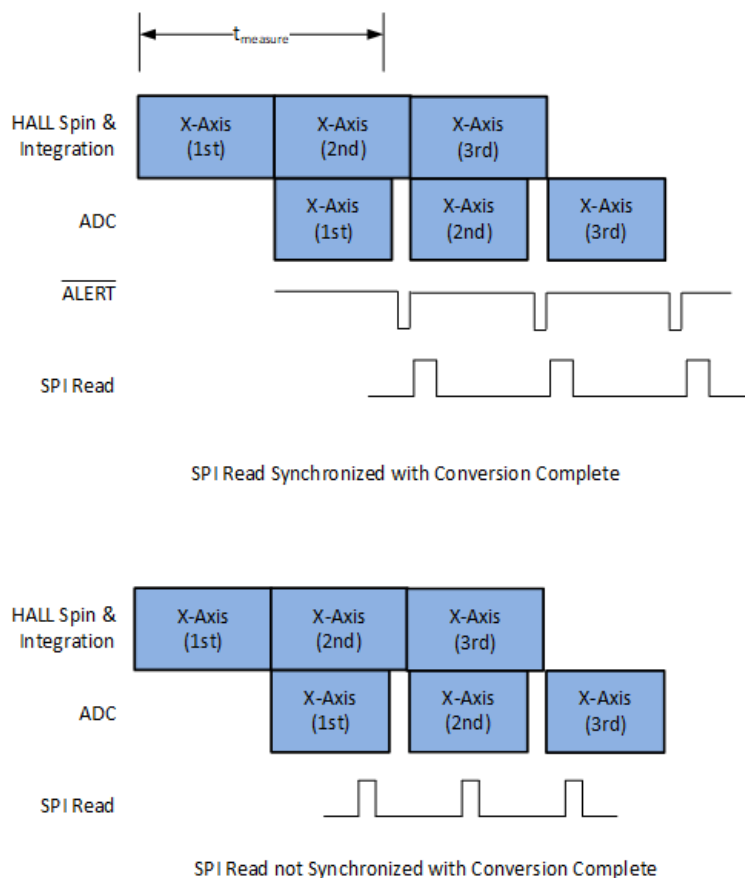 tmeasure
HALL Spin &
Integration
X-Axis
(1st)
X-Axis
(2nd)
X-Axis
(3rd)
ADC
X-Axis
(1st)
X-Axis
(2nd)
X-Axis
(3rd)
ALERT
SPI Read
SPI Read Synchronized with Conversion Complete
HALL Spin &
Integration
X-Axis
(1st)
X-Axis
(2nd)
X-Axis
(3rd)
ADC
X-Axis
(1st)
X-Axis
(2nd)
X-Axis
(3rd)
SPI Read
SPI Read not Synchronized with Conversion Complete